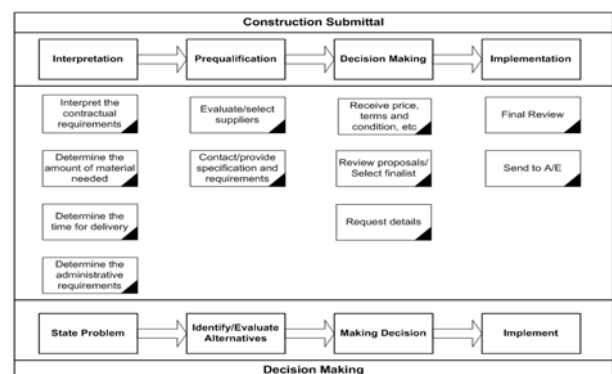 Construction Submittal
Interpretation
Prequalification
Decision Making
Implementation
Interpret the
contractual
requirements
Evaluate/select
suppliers
Receive price,
terms and
condition, etc
Final Review
Determine the
amount of material
needed
Contact/provide
specification and
requirements
Review proposals/
Select finalist
Send to A/E
Determine the
time for delivery
Request details
Determine the
administrative
requirements
State Problem
Identify/Evaluate
Alternatives
Making Decision
Implement
Decision Making